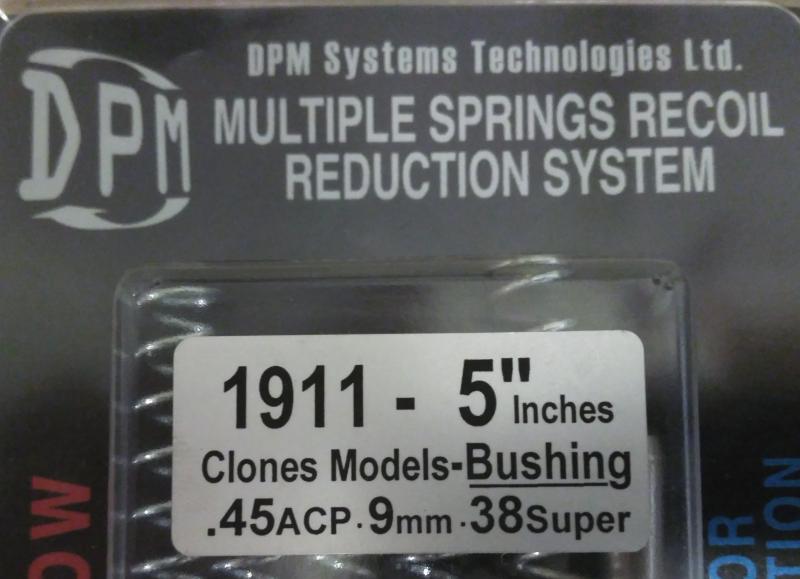 DPM
DPM Systems Technologies Ltd.
MULTIPLE SPRINGS RECOIL
REDUCTION SYSTEM
1911 - 5" Inches
Clones Models-Bushing
.45ACP·9mm·38Super